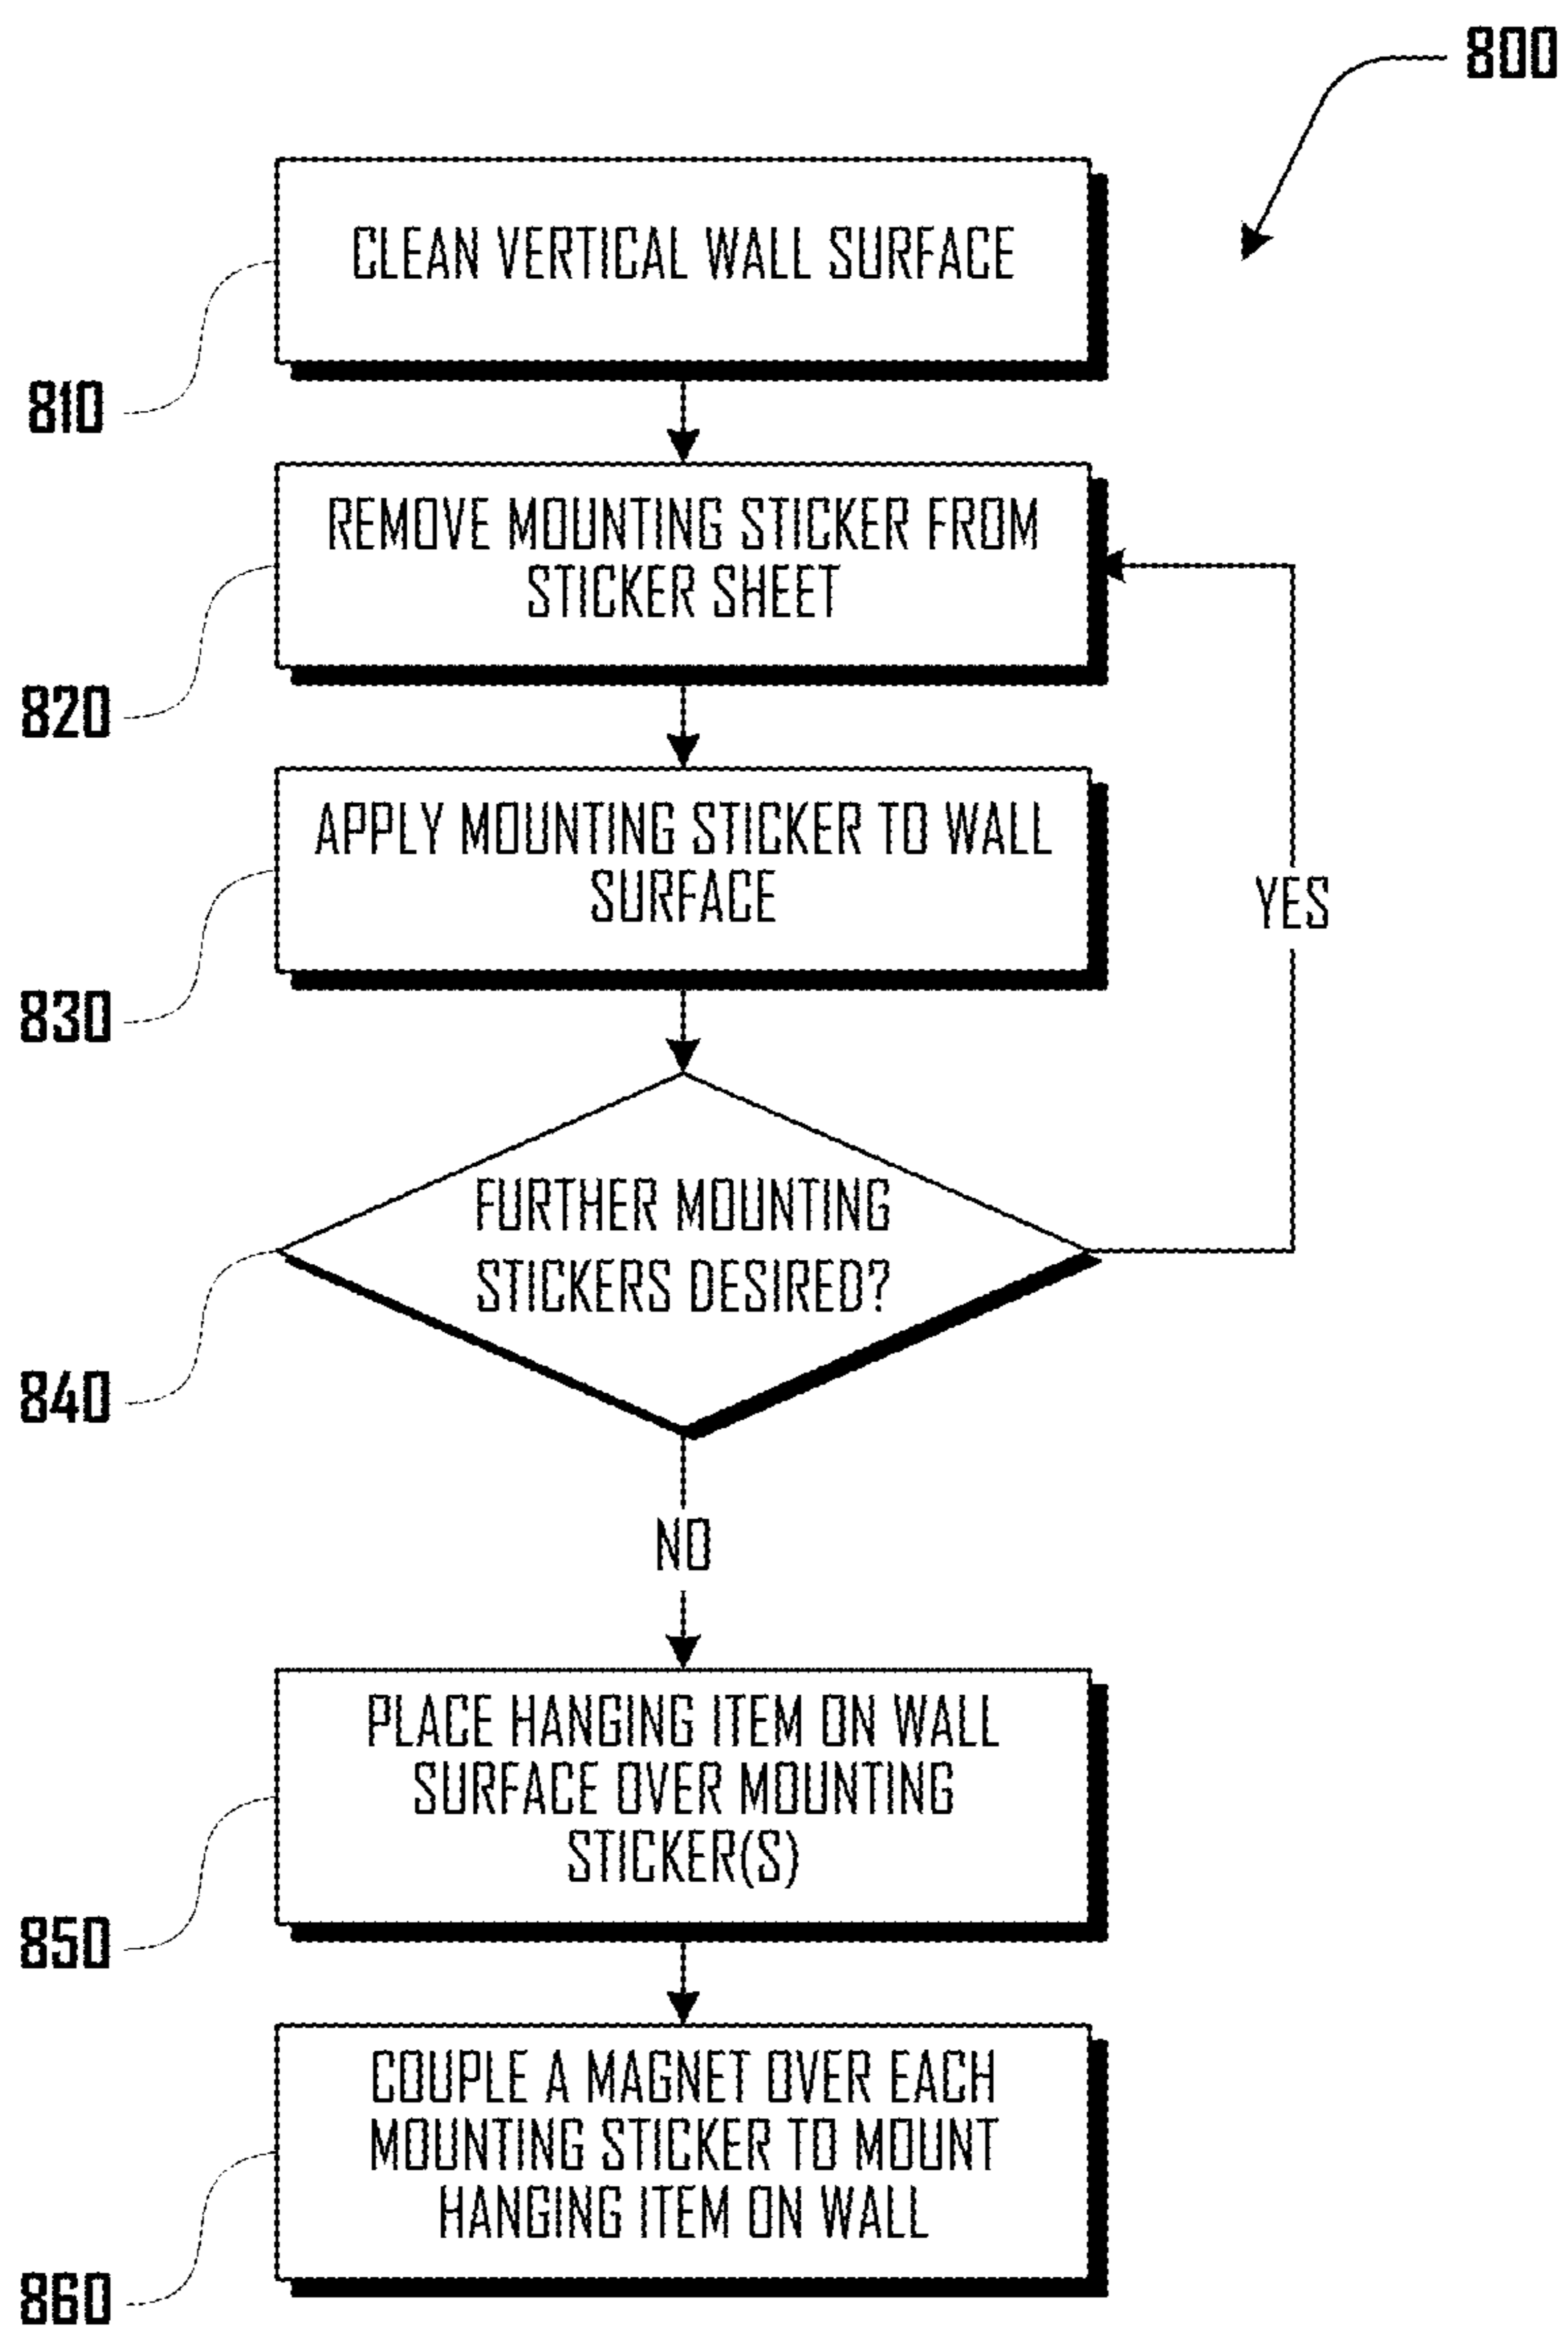 800
CLEAN VERTICAL WALL SURFACE
810
REMOVE MOUNTING STICKER FROM
STICKER SHEET
820
APPLY MOUNTING STICKER TO WALL
SURFACE
YES
830
FURTHER MOUNTING
STICKERS DESIRED?
840
NO
PLACE HANGING ITEM ON WALL
SURFACE OVER MOUNTING
STICKER(S)
850
COUPLE A MAGNET OVER EACH
MOUNTING STICKER TO MOUNT
HANGING ITEM ON WALL
860